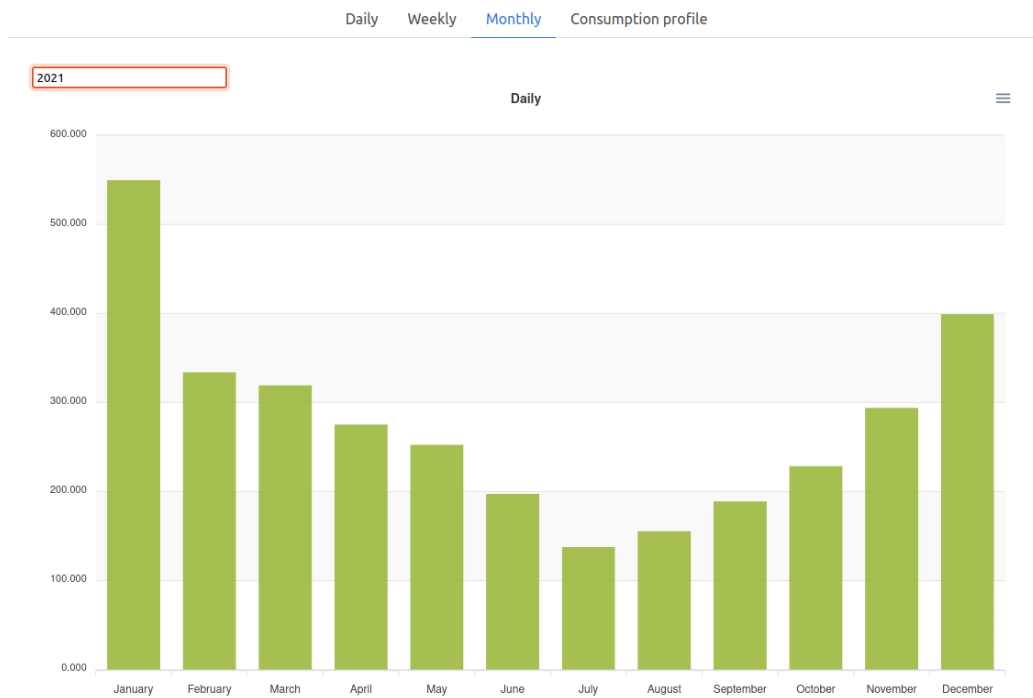 Daily Weekly Monthly Consumption profile
2021
Daily
600.000
500.000
400.000
300.000
200.000
100.000
0.000
January February March April May June July August September October November December